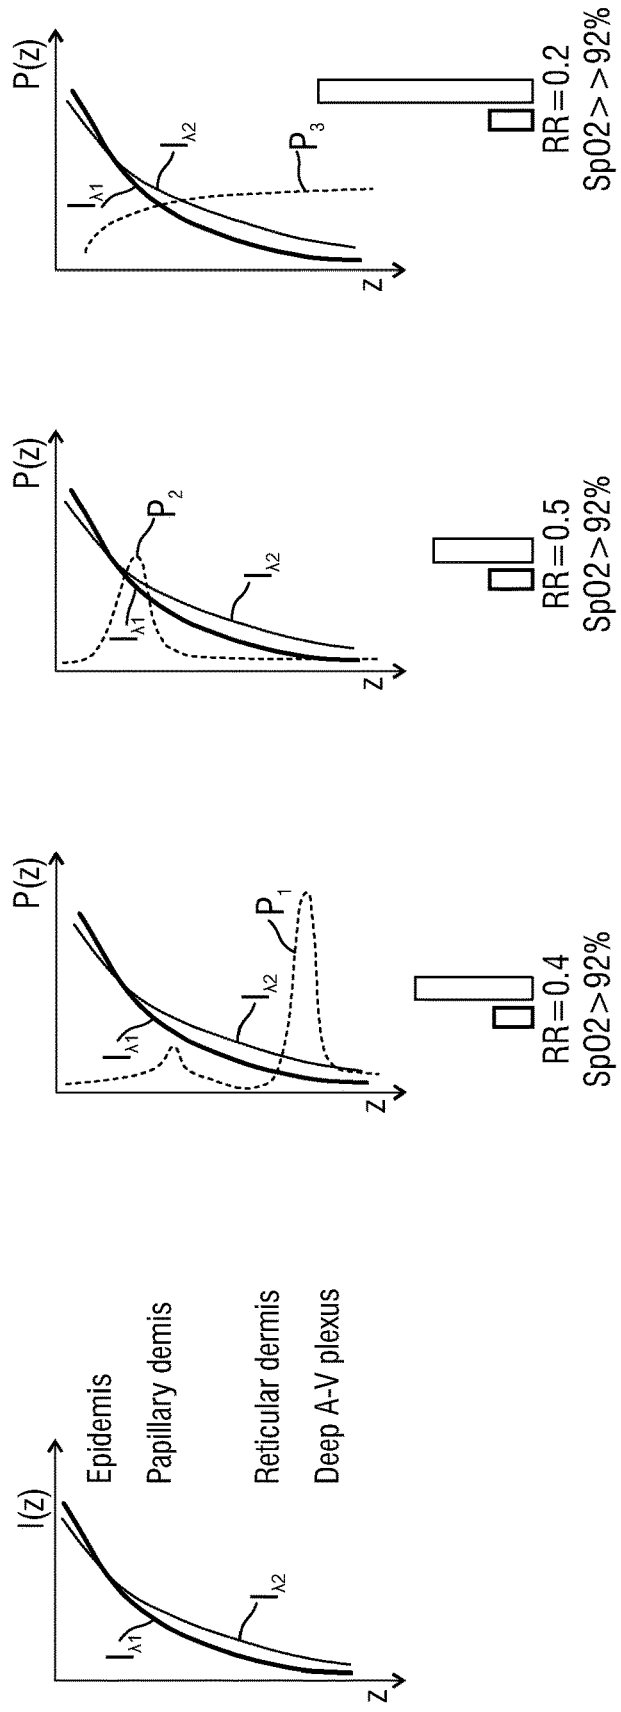 I(z)
Iλ1
Iλ2
z
Epidemis
Papillary demis
Reticular dermis
Deep A-V plexus
P(z)
Iλ1
Iλ2
P1
z
RR=0.4
SpO2>92%
P(z)
P2
Iλ1
Iλ2
z
RR=0.5
SpO2>92%
P(z)
Iλ1
Iλ2
P3
z
RR=0.2
SpO2>>92%